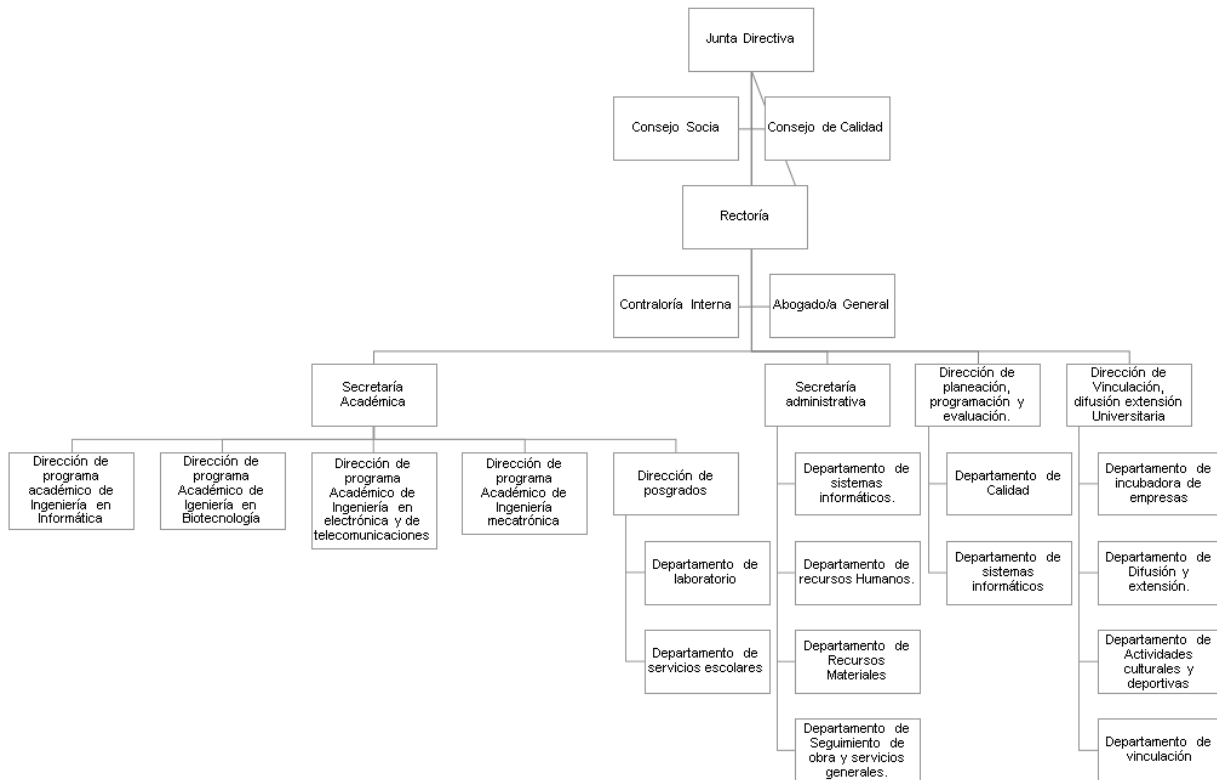 Junta Directiva
Consejo Socia
Consejo de Calidad
Rectoría
Contraloría Interna
Abogado/a General
Secretaría
Académica
Secretaría
administrativa
Dirección de
planeación,
programación y
evaluación.
Dirección de
Vinculación,
difusión extensión
Universitaria
Dirección de
programa
académico de
Ingeniería en
Informática
Dirección de
programa
Académico de
Igeniería en
Biotecnología
Dirección de
programa
Académico de
Ingeniería en
electrónica y de
telecomunicaciones
Dirección de
programa
Académico de
Ingeniería
mecatrónica
Dirección de
posgrados
Departamento de
sistemas
informáticos.
Departamento de
Calidad
Departamento de
incubadora de
empresas
Departamento de
laboratorio
Departamento de
recursos Humanos.
Departamento de
sistemas
informáticos
Departamento de
Difusión y
extensión.
Departamento de
servicios escolares
Departamento de
Recursos
Materiales
Departamento de
Actividades
culturales y
deportivas
Departamento de
Seguimiento de
obra y servicios
generales.
Departamento de
vinculación